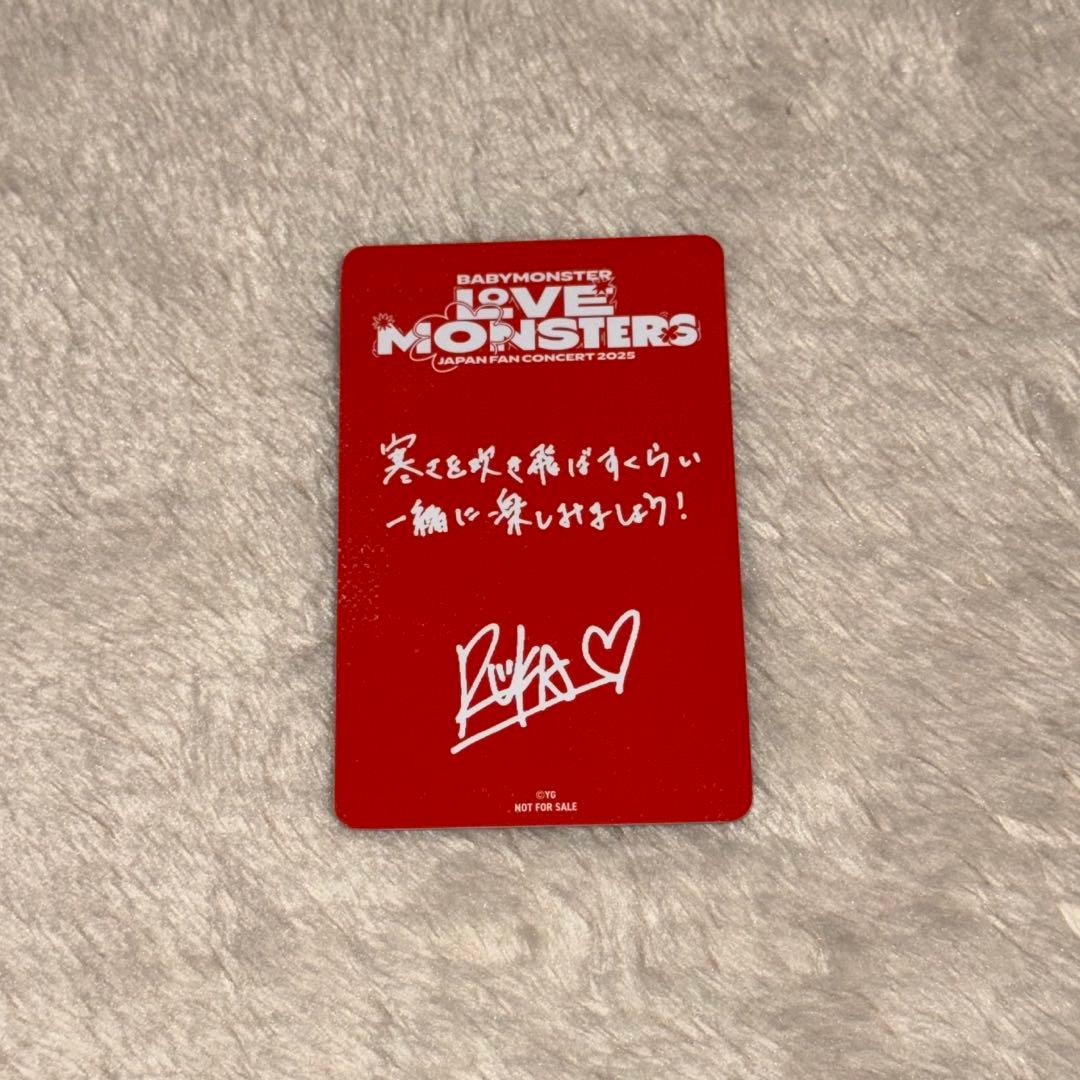 BABYMONSTER
LOVE
MONSTERS
JAPAN FAN CONCERT 2025
寒さを吹き飛ばすくらい
一緒に楽しみましょう!
RUKA♡
©YG
NOT FOR SALE